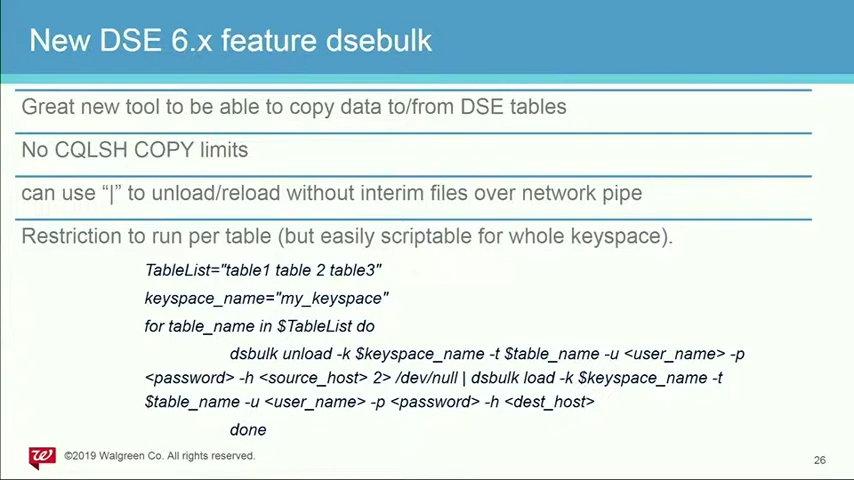 New DSE 6.x feature dsebulk
Great new tool to be able to copy data to/from DSE tables
No CQLSH COPY limits
can use “|” to unload/reload without interim files over network pipe
Restriction to run per table (but easily scriptable for whole keyspace).
TableList="table1 table 2 table3"
keyspace_name="my_keyspace"
for table_name in $TableList do
dsbulk unload -k $keyspace_name -t $table_name -u <user_name> -p
<password> -h <source_host> 2> /dev/null | dsbulk load -k $keyspace_name -t
$table_name -u <user_name> -p <password> -h <dest_host>
done
©2019 Walgreen Co. All rights reserved.
26